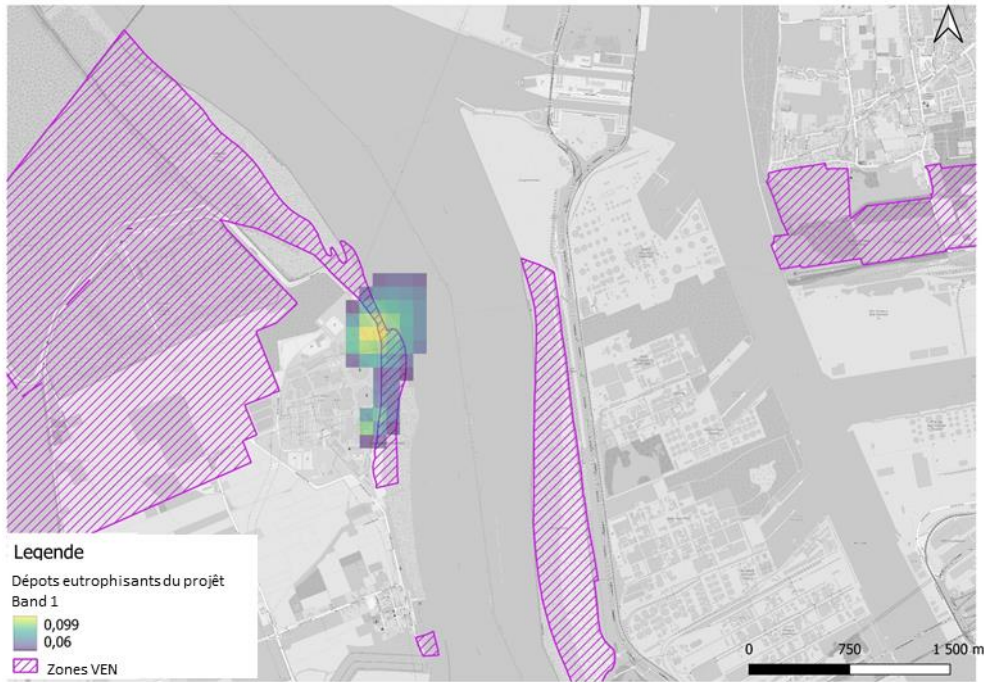 Legende
Dépots eutrophisants du projêt
Band 1
0,099
0,06
Zones VEN
0 750 1 500 m